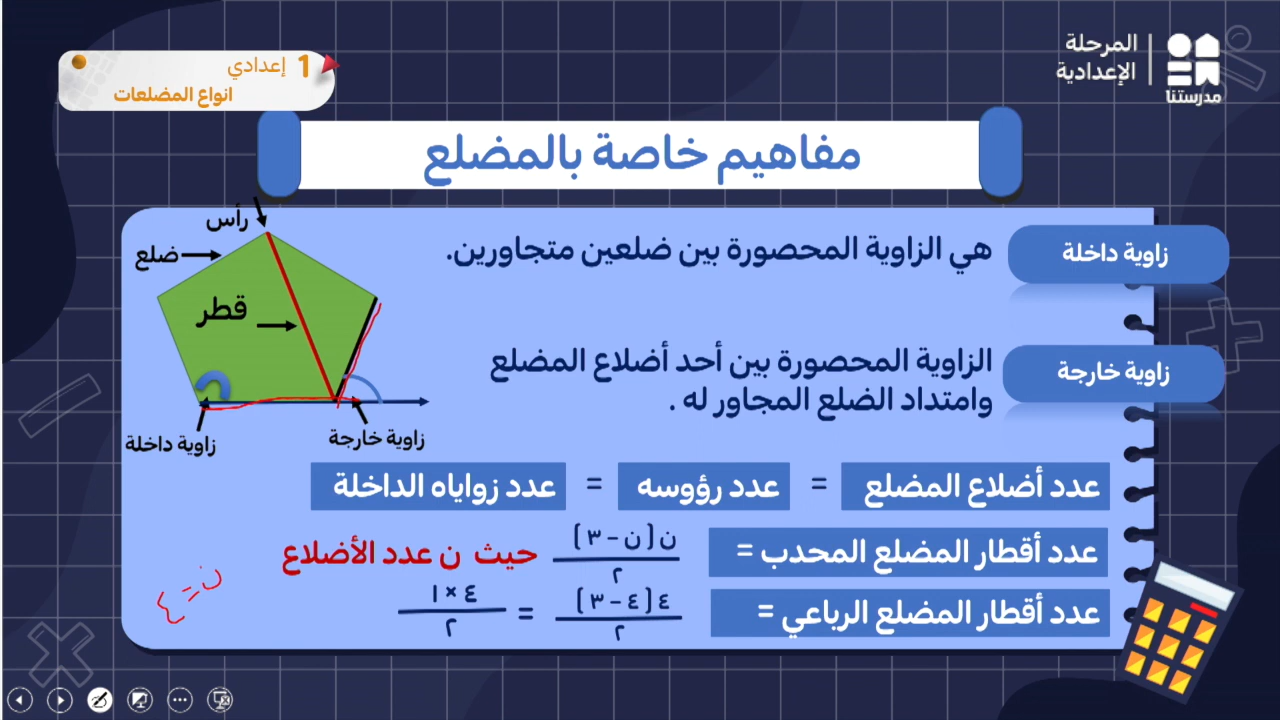 المرحلة
الإعدادية
مدرستنا
1 إعدادي
انواع المضلعات
مفاهيم خاصة بالمضلع
زاوية داخلة
هي الزاوية المحصورة بين ضلعين متجاورين.
زاوية خارجة
الزاوية المحصورة بين أحد أضلاع المضلع
وامتداد الضلع المجاور له .
رأس
ضلع
قطر
زاوية خارجة
زاوية داخلة
عدد أضلاع المضلع = عدد رؤوسه = عدد زواياه الداخلة
عدد أقطار المضلع المحدب = ن(ن - ٣) / ٢ حيث ن عدد الأضلاع
عدد أقطار المضلع الرباعي = ٤(٤ - ٣) / ٢ = ٤ × ١ / ٢
ن = ٤